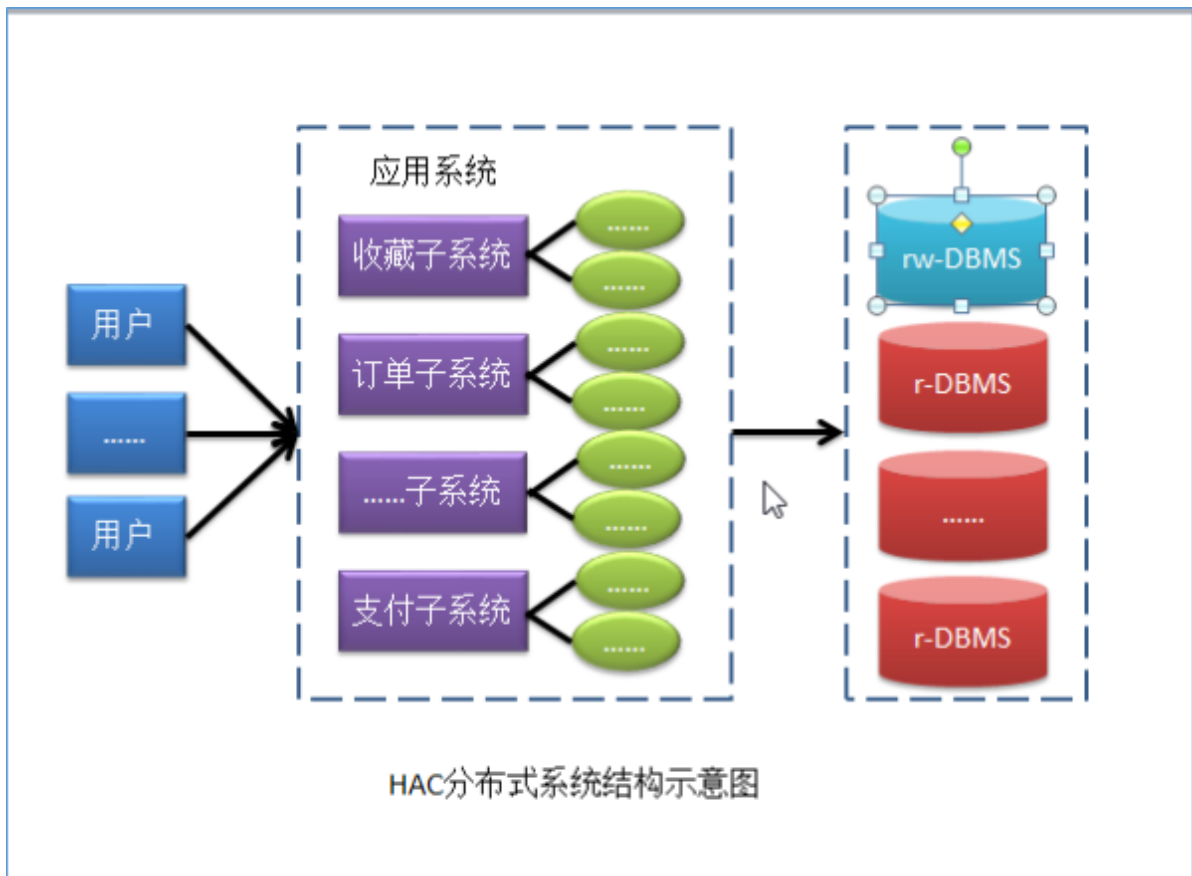 应用系统
用户
……
用户
收藏子系统
……
……
订单子系统
……
……
……子系统
……
……
支付子系统
……
……
rw-DBMS
r-DBMS
……
r-DBMS
HAC分布式系统结构示意图